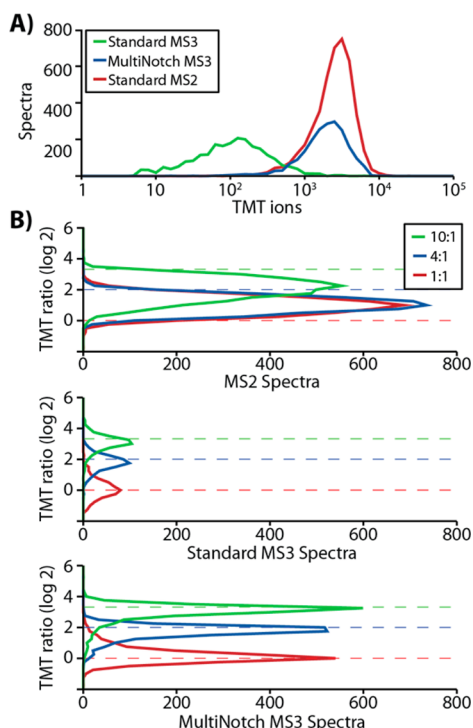 A)
800
600
400
200
Spectra
Standard MS3
MultiNotch MS3
Standard MS2
1 10 10² 10³ 10⁴ 10⁵
TMT ions
B)
6
4
2
0
TMT ratio (log 2)
10:1
4:1
1:1
0 200 400 600 800
MS2 Spectra
6
4
2
0
TMT ratio (log 2)
0 200 400 600 800
Standard MS3 Spectra
6
4
2
0
TMT ratio (log 2)
0 200 400 600 800
MultiNotch MS3 Spectra